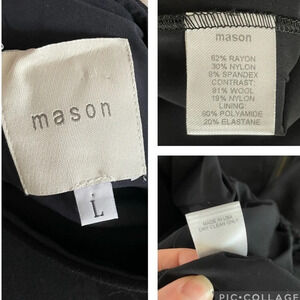 mason
L
mason
62% RAYON
30% NYLON
8% SPANDEX
CONTRAST:
81% WOOL
19% NYLON
LINING:
80% POLYAMIDE
20% ELASTANE
MADE IN USA
DRY CLEAN ONLY
PIC•COLLAGE